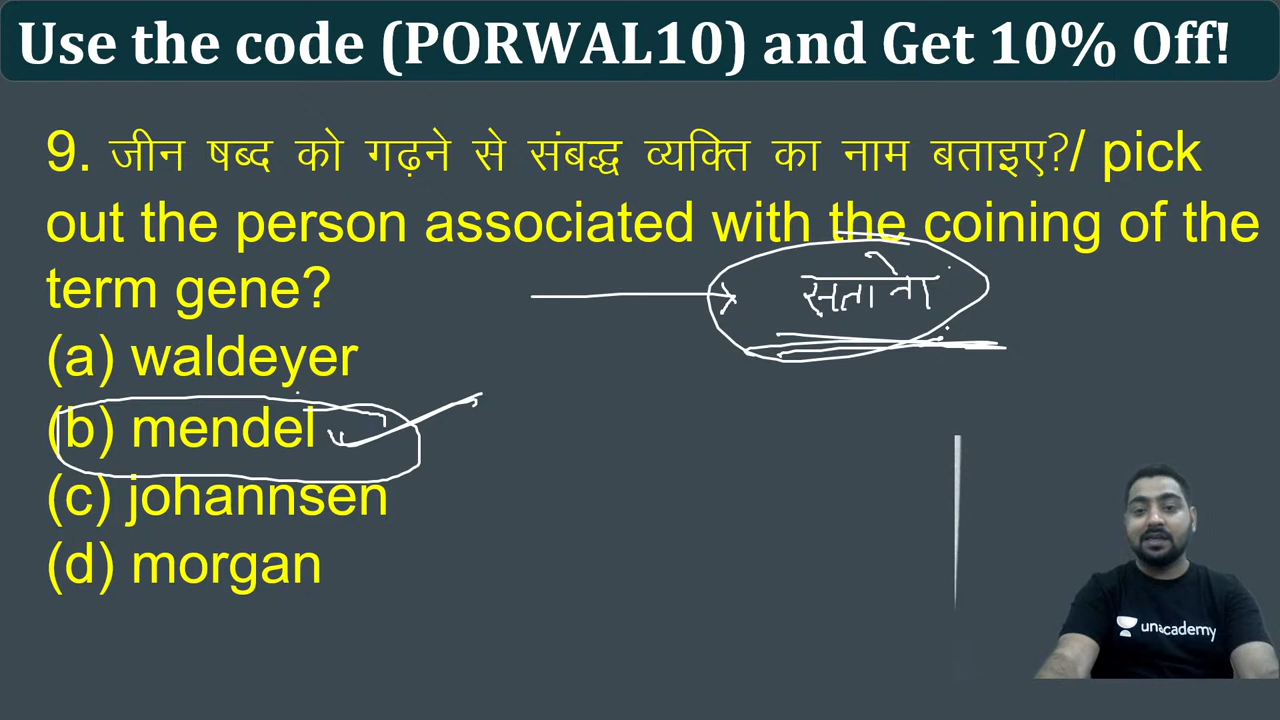 Use the code (PORWAL10) and Get 10% Off!
9. जीन षब्द को गढ़ने से संबद्ध व्यक्ति का नाम बताइए?/ pick
out the person associated with the coining of the
term gene?
(a) waldeyer
(b) mendel
(c) johannsen
(d) morgan
unacademy